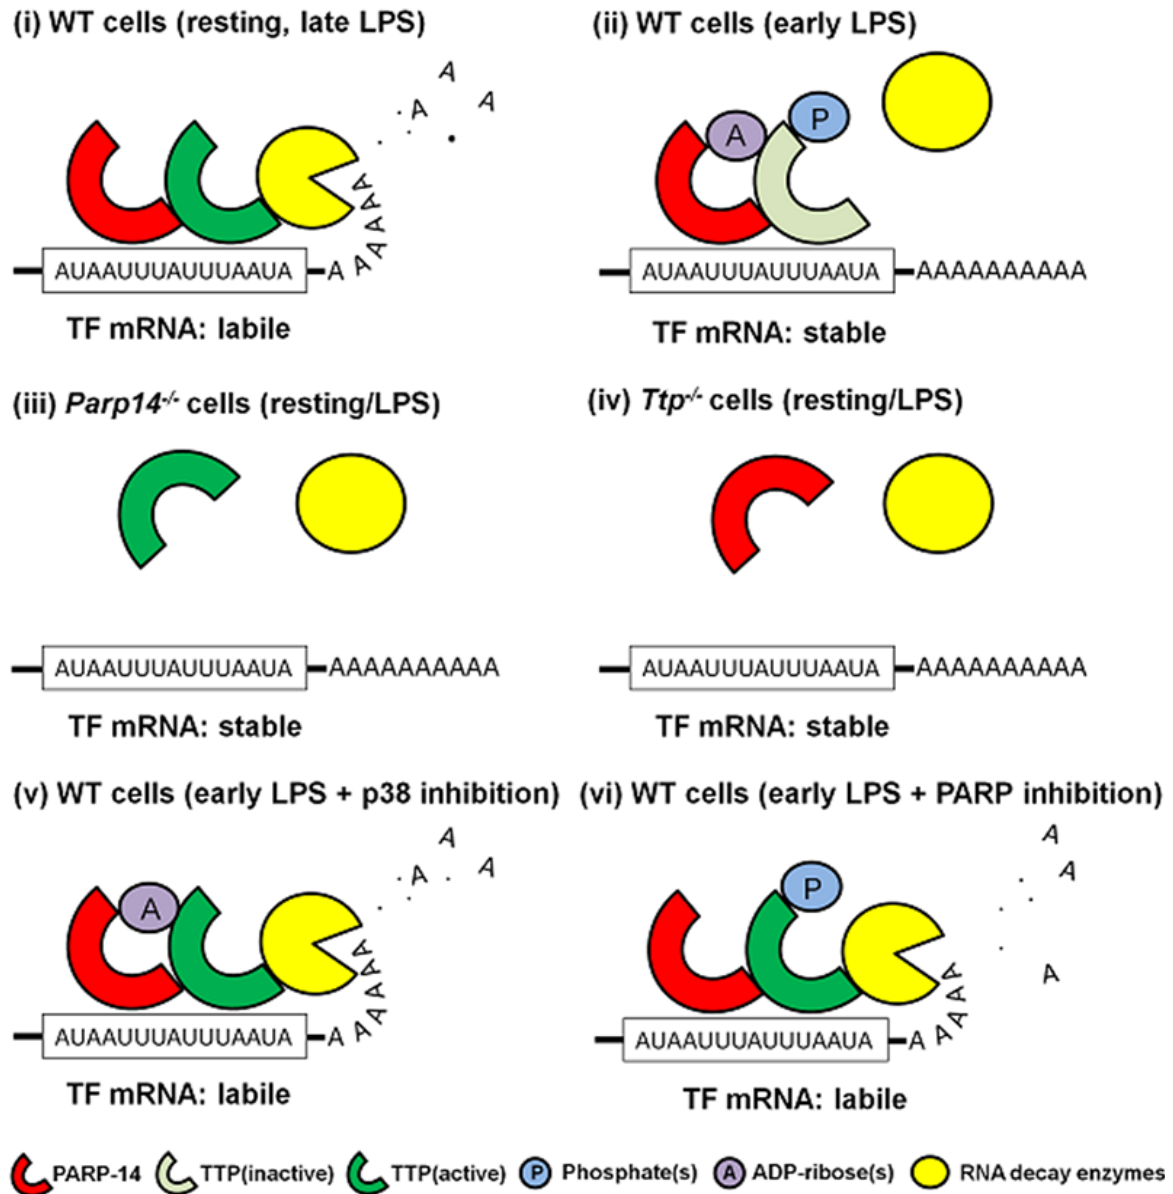 (i) WT cells (resting, late LPS)
A
A
A
A
AUAAUUUAUUUAAUA AAAAAA
TF mRNA: labile
(ii) WT cells (early LPS)
A
P
AUAAUUUAUUUAAUA AAAAAAAAAA
TF mRNA: stable
(iii) Parp14-/- cells (resting/LPS)
AUAAUUUAUUUAAUA AAAAAAAAAA
TF mRNA: stable
(iv) Ttp-/- cells (resting/LPS)
AUAAUUUAUUUAAUA AAAAAAAAAA
TF mRNA: stable
(v) WT cells (early LPS + p38 inhibition)
A
A
A
A
AUAAUUUAUUUAAUA AAAAAA
TF mRNA: labile
(vi) WT cells (early LPS + PARP inhibition)
A
A
P
A
AUAAUUUAUUUAAUA AAAAA
TF mRNA: labile
PARP-14 TTP(inactive) TTP(active) P Phosphate(s) A ADP-ribose(s) RNA decay enzymes